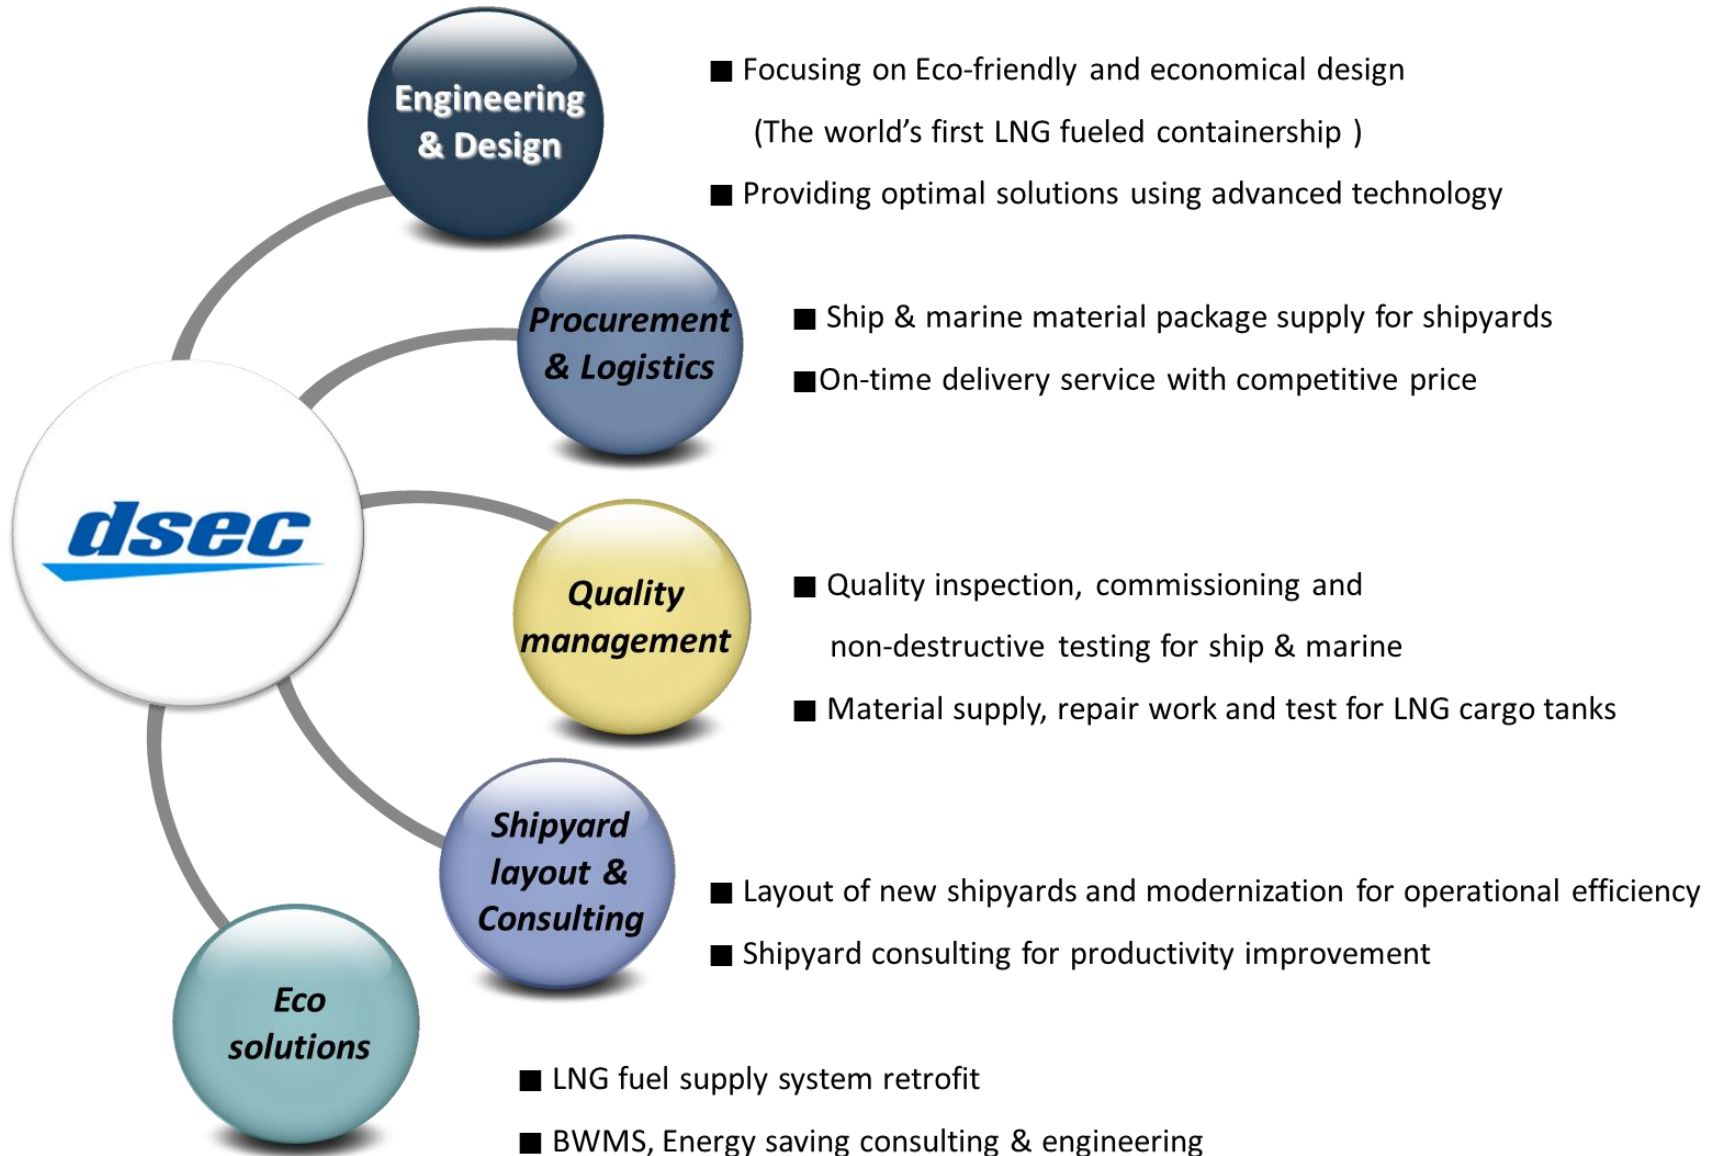 Engineering
& Design
■ Focusing on Eco-friendly and economical design
(The world's first LNG fueled containership )
■ Providing optimal solutions using advanced technology
Procurement
& Logistics
■ Ship & marine material package supply for shipyards
■On-time delivery service with competitive price
dsec
Quality
management
■ Quality inspection, commissioning and
non-destructive testing for ship & marine
■ Material supply, repair work and test for LNG cargo tanks
Shipyard
layout &
Consulting
■ Layout of new shipyards and modernization for operational efficiency
■ Shipyard consulting for productivity improvement
Eco
solutions
■ LNG fuel supply system retrofit
■ BWMS, Energy saving consulting & engineering